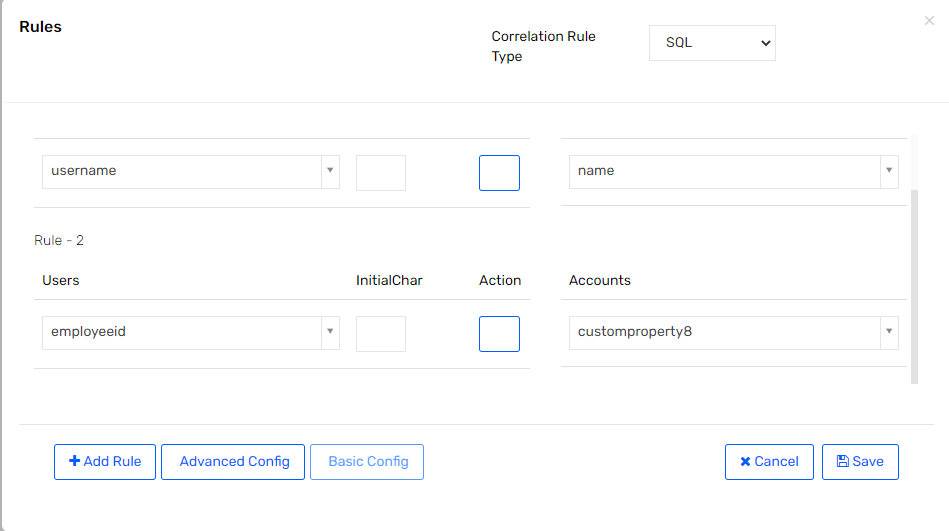 Rules
×
Correlation Rule
Type
SQL
username
name
Rule - 2
Users InitialChar Action Accounts
employeeid
customproperty8
Add Rule
Advanced Config
Basic Config
Cancel
Save